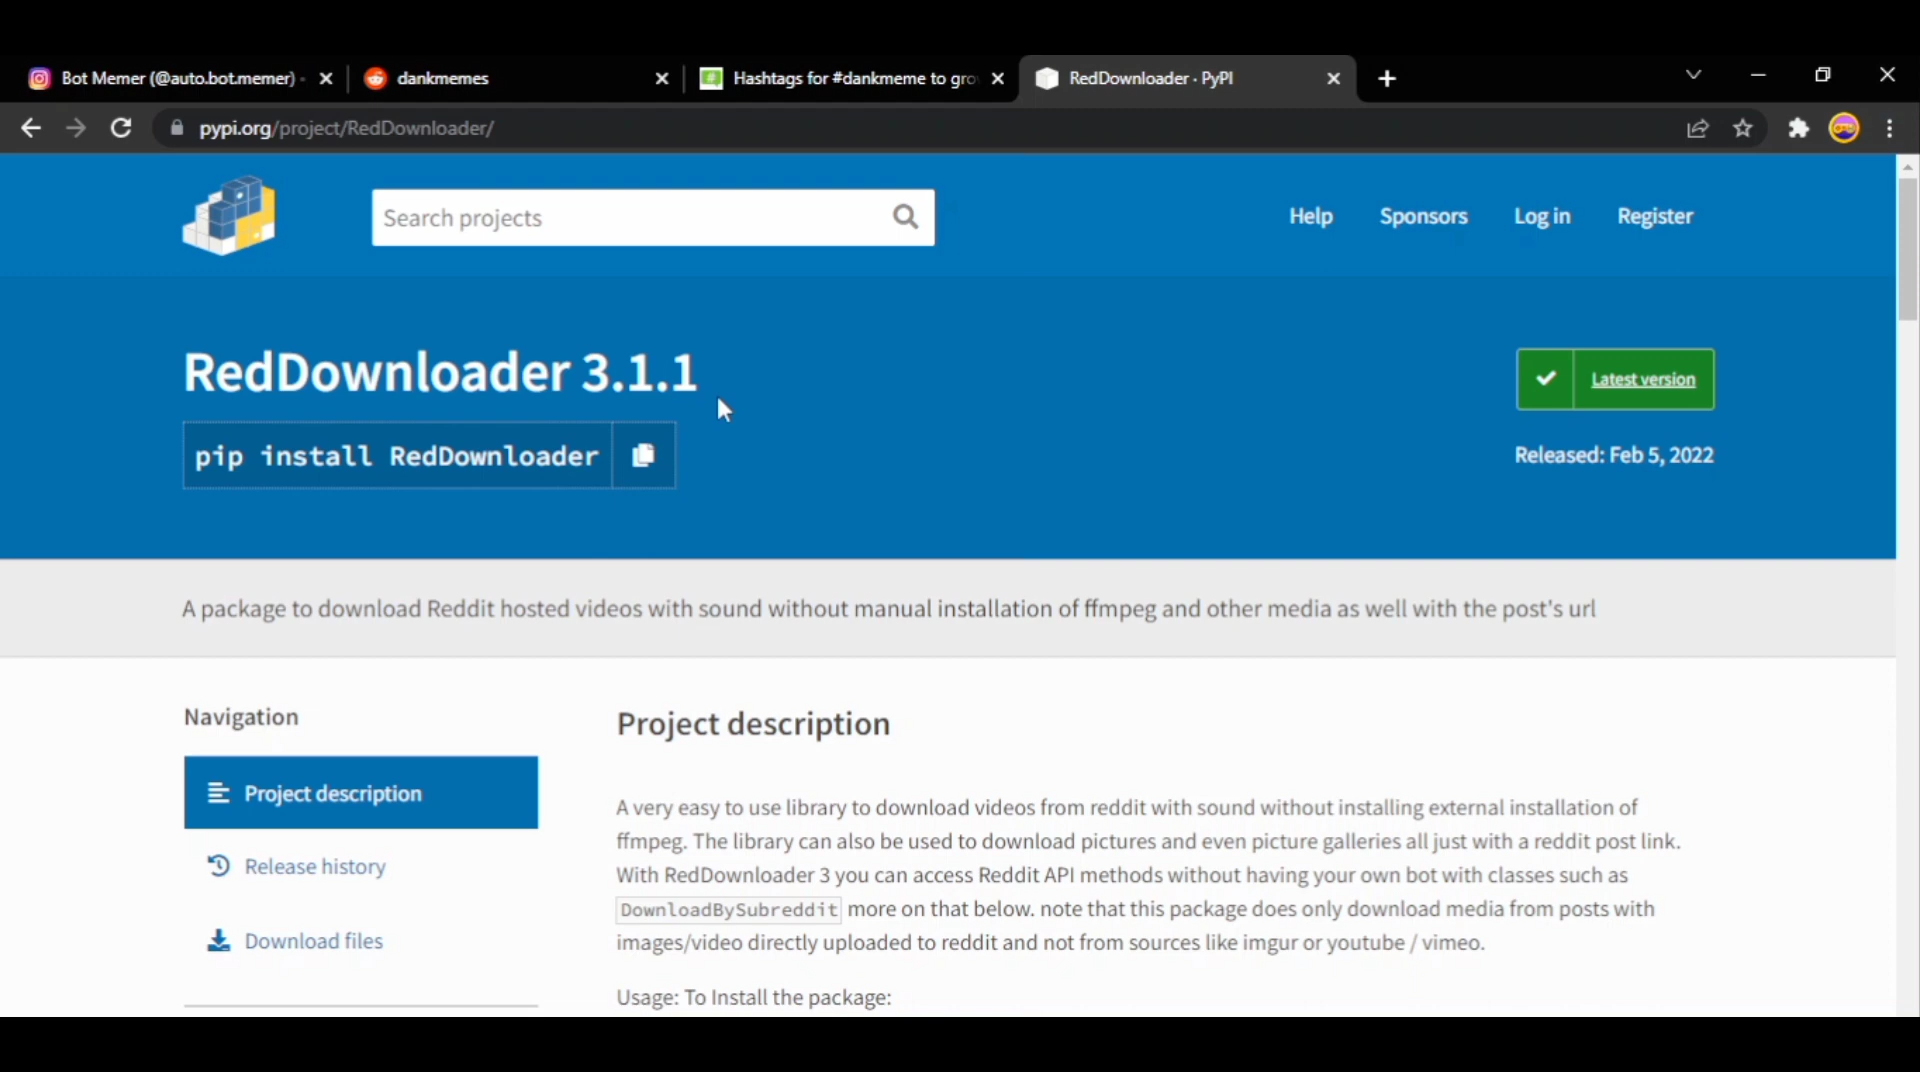 Bot Memer (@auto.bot.memer) -
dankmemes
Hashtags for #dankmeme to gro
RedDownloader · PyPI
pypi.org/project/RedDownloader/
Search projects
Help
Sponsors
Log in
Register
RedDownloader 3.1.1
Latest version
pip install RedDownloader
Released: Feb 5, 2022
A package to download Reddit hosted videos with sound without manual installation of ffmpeg and other media as well with the post's url
Navigation
Project description
Release history
Download files
Project description
A very easy to use library to download videos from reddit with sound without installing external installation of
ffmpeg. The library can also be used to download pictures and even picture galleries all just with a reddit post link.
With RedDownloader 3 you can access Reddit API methods without having your own bot with classes such as
DownloadBySubreddit more on that below. note that this package does only download media from posts with
images/video directly uploaded to reddit and not from sources like imgur or youtube / vimeo.
Usage: To Install the package: